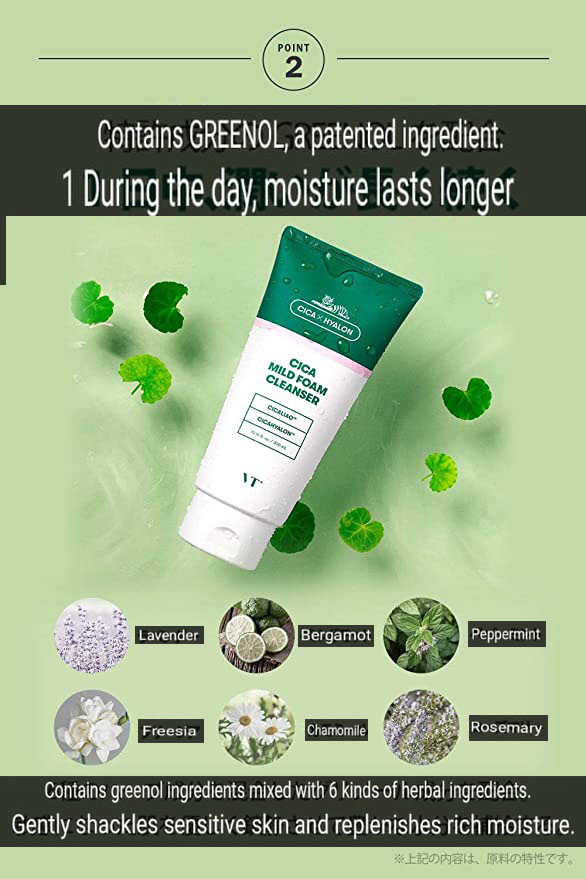 POINT
2
Contains GREENOL, a patented ingredient.
1 During the day, moisture lasts longer
CICA × HYALON
CICA
MILD FOAM
CLEANSER
CICALIAO™
CICAHYALON™
VT
Lavender
Bergamot
Peppermint
Freesia
Chamomile
Rosemary
Contains greenol ingredients mixed with 6 kinds of herbal ingredients.
Gently shackles sensitive skin and replenishes rich moisture.
※上記の内容は、原料の特性です。